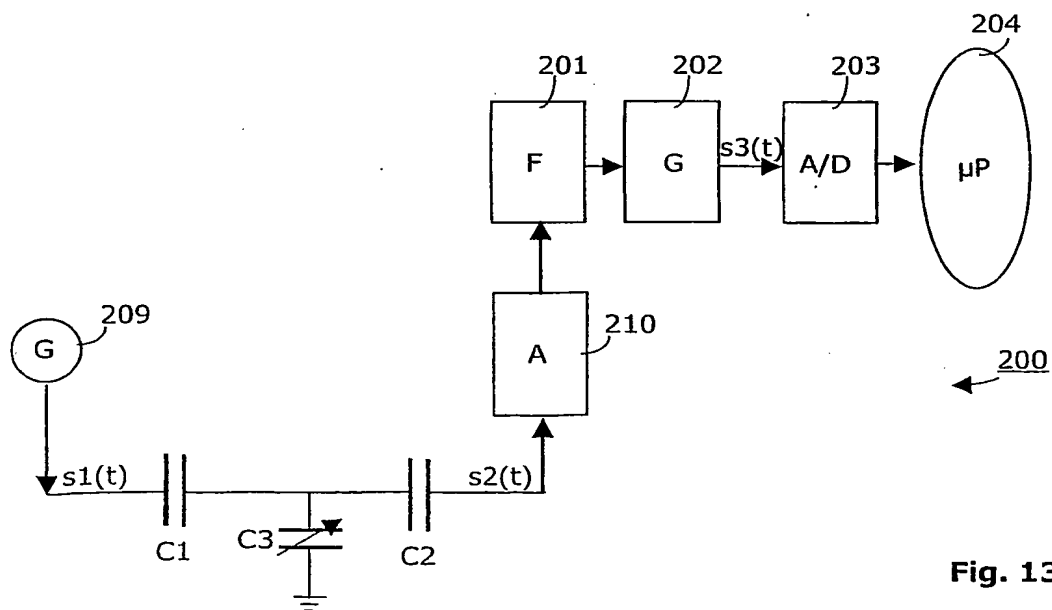 204
201
202
203
F
G
s3(t)
A/D
μP
209
G
210
A
200
s1(t)
s2(t)
C1
C3
C2
Fig. 13